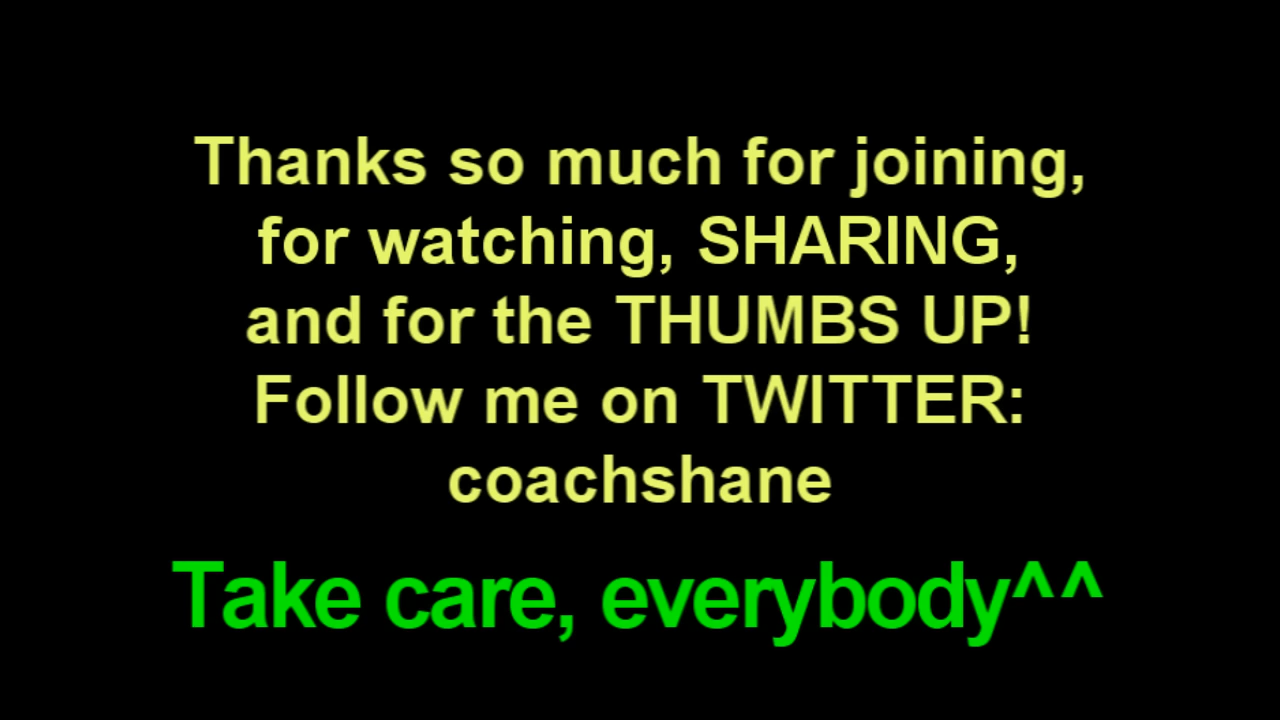 Thanks so much for joining,
for watching, SHARING,
and for the THUMBS UP!
Follow me on TWITTER:
coachshane
Take care, everybody^^